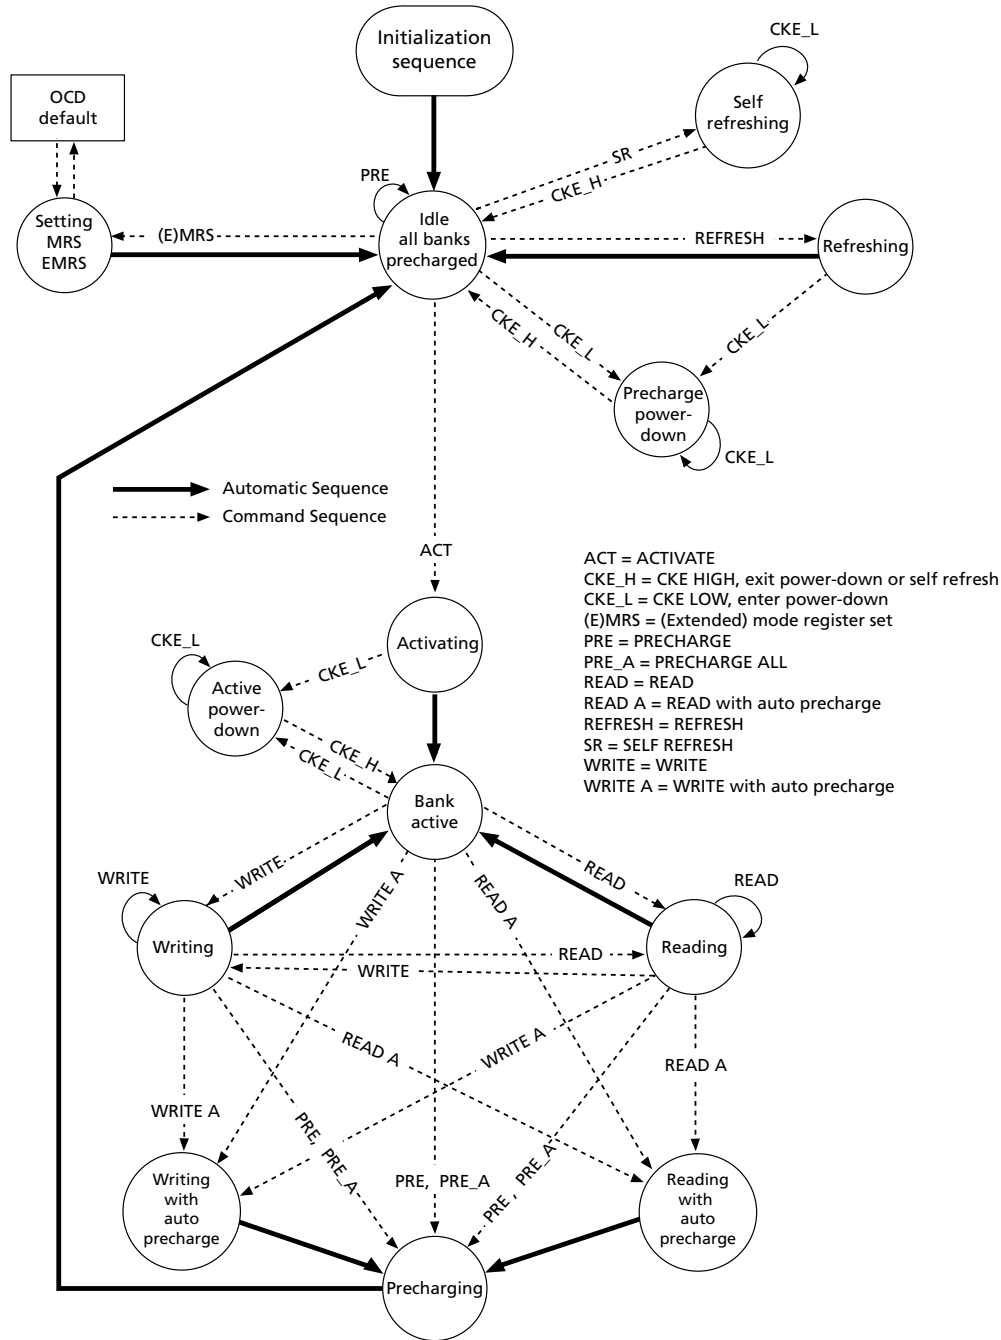 Initialization
sequence
CKE_L
OCD
default
Self
refreshing
SR
CKE_H
PRE
Setting
MRS
EMRS
(E)MRS
Idle
all banks
precharged
REFRESH
Refreshing
CKE_L
CKE_H
CKE_L
Precharge
power-
down
CKE_L
Automatic Sequence
Command Sequence
ACT
ACT = ACTIVATE
CKE_H = CKE HIGH, exit power-down or self refresh
CKE_L = CKE LOW, enter power-down
(E)MRS = (Extended) mode register set
PRE = PRECHARGE
PRE_A = PRECHARGE ALL
READ = READ
READ A = READ with auto precharge
REFRESH = REFRESH
SR = SELF REFRESH
WRITE = WRITE
WRITE A = WRITE with auto precharge
Activating
CKE_L
CKE_L
Active
power-
down
CKE_H
CKE_L
Bank
active
WRITE
WRITE
WRITE A
READ A
READ
READ
Writing
READ
WRITE
Reading
READ A
WRITE A
READ A
WRITE A
PRE, PRE_A
PRE, PRE_A
PRE, PRE_A
Writing
with
auto
precharge
Reading
with
auto
precharge
Precharging